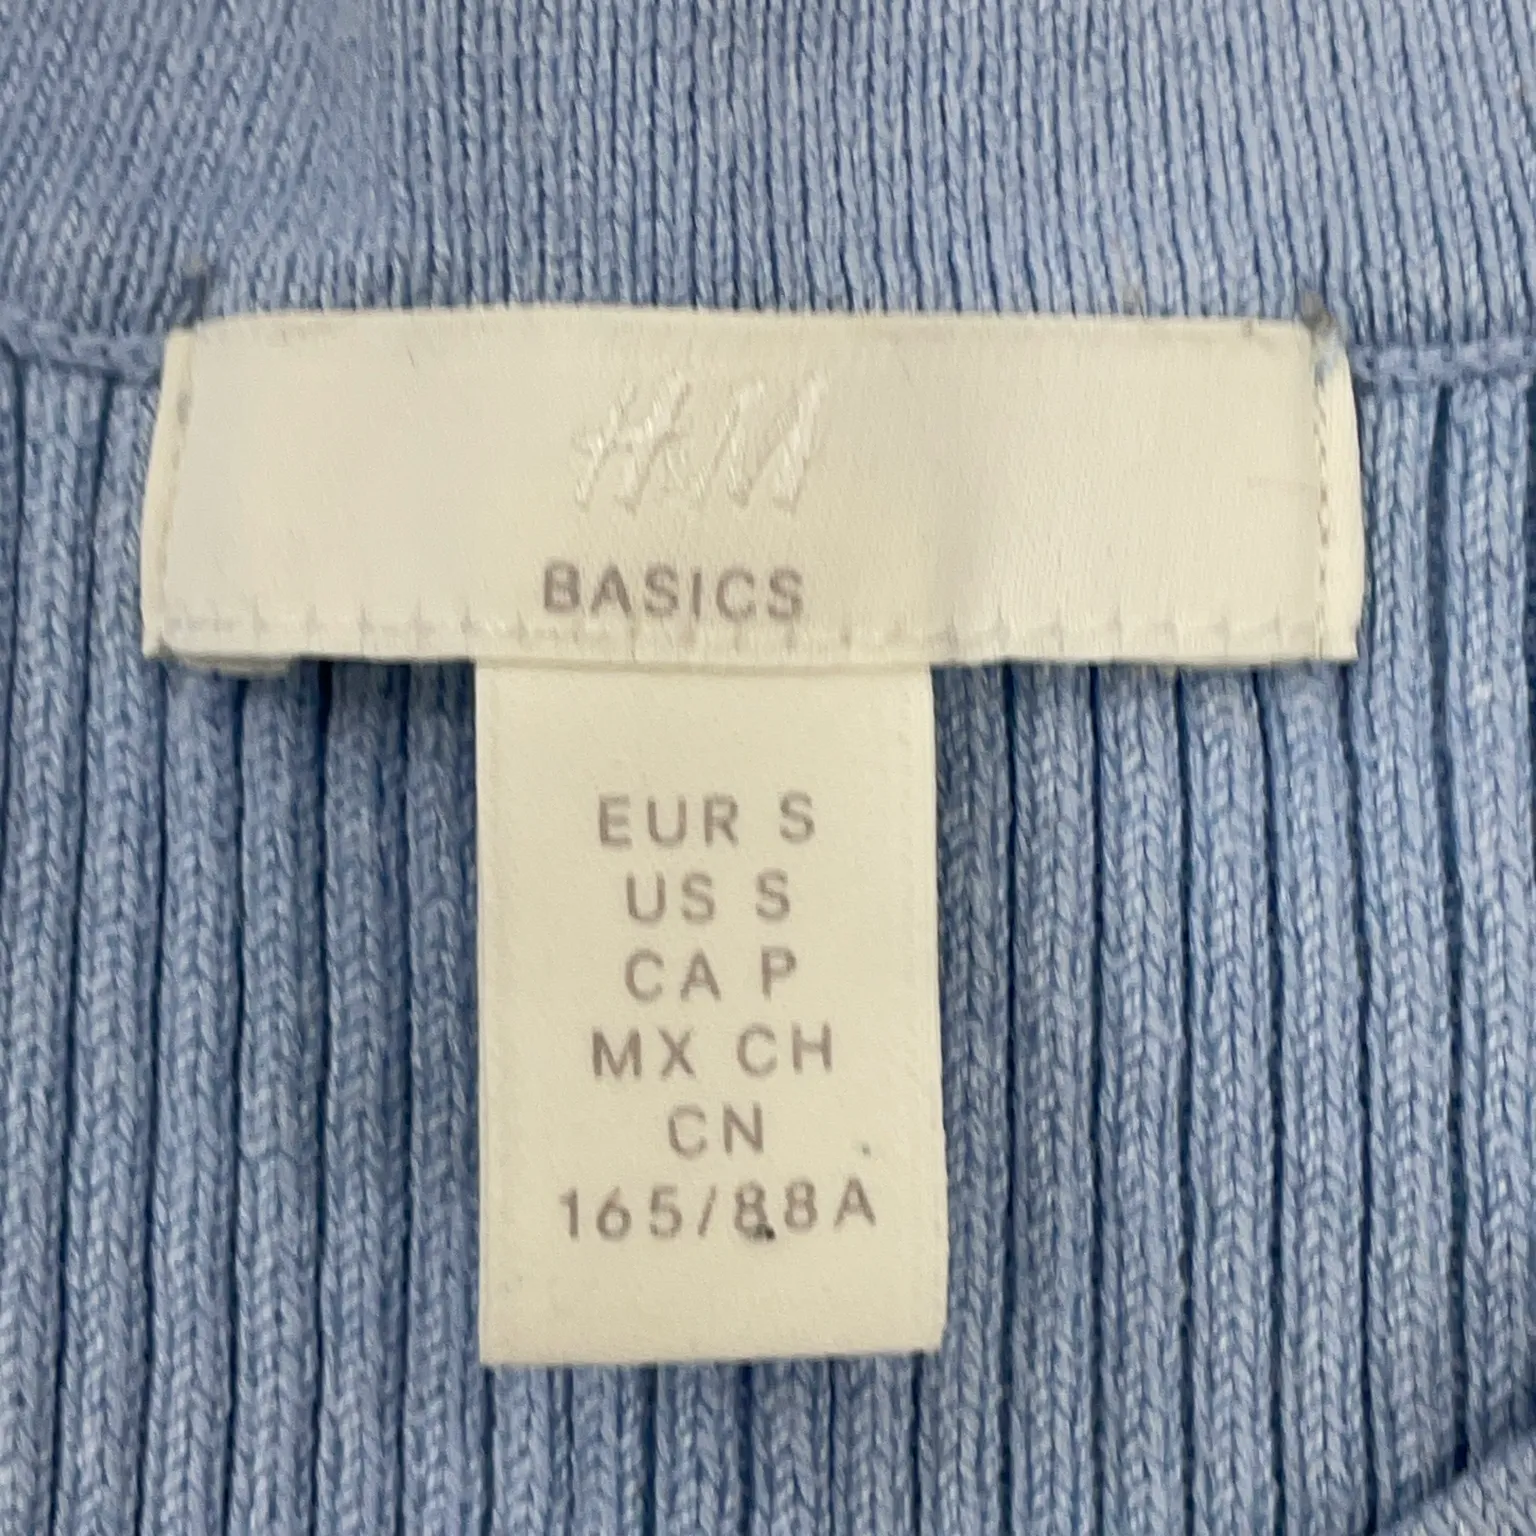 H&M
BASICS
EUR S
US S
CA P
MX CH
CN
165/88A